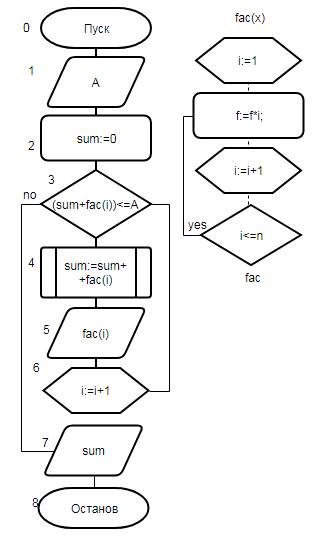 0
Пуск
1
A
2
sum:=0
3
no
(sum+fac(i))<=A
4
sum:=sum+
+fac(i)
5
fac(i)
6
i:=i+1
7
sum
8
Останов
fac(x)
i:=1
f:=f*i;
i:=i+1
yes
i<=n
fac